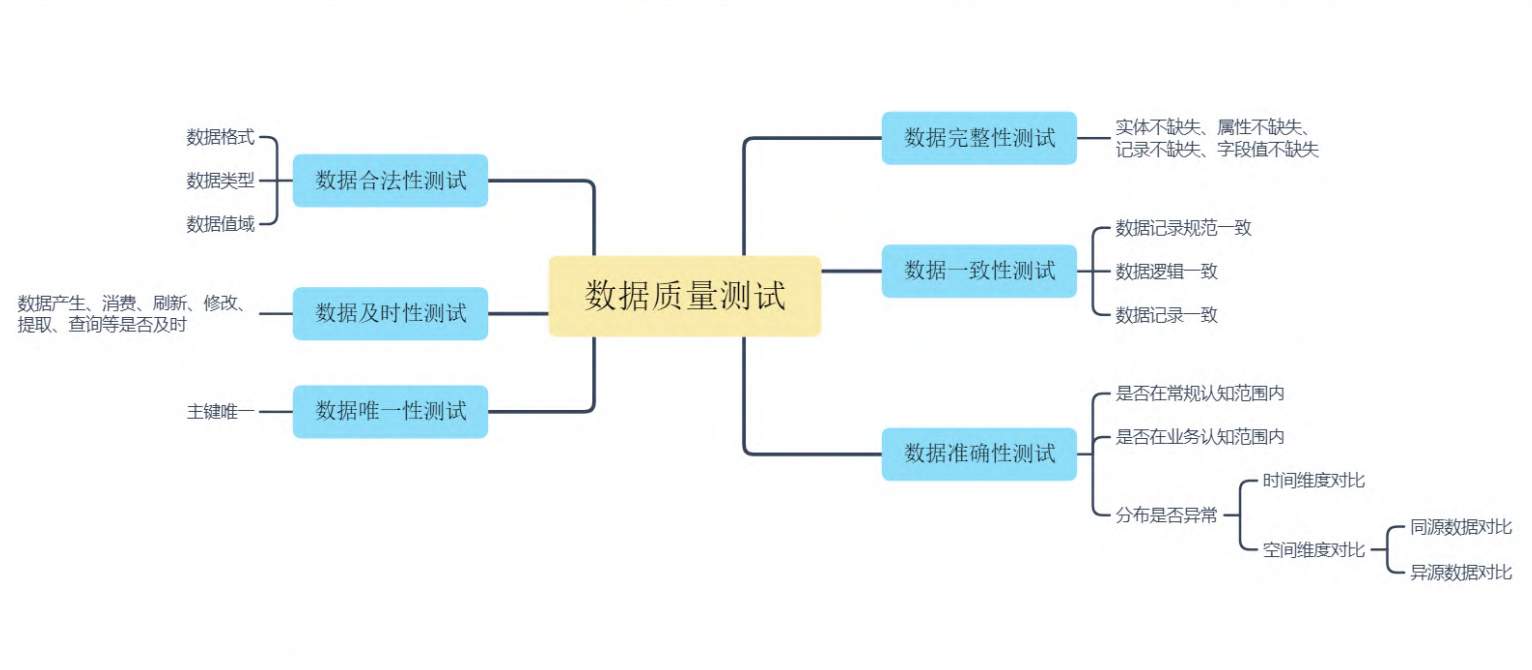 数据质量测试
数据完整性测试
实体不缺失、属性不缺失、
记录不缺失、字段值不缺失
数据一致性测试
数据记录规范一致
数据逻辑一致
数据记录一致
数据准确性测试
是否在常规认知范围内
是否在业务认知范围内
分布是否异常
时间维度对比
空间维度对比
同源数据对比
异源数据对比
数据合法性测试
数据格式
数据类型
数据值域
数据及时性测试
数据产生、消费、刷新、修改、
提取、查询等是否及时
数据唯一性测试
主键唯一